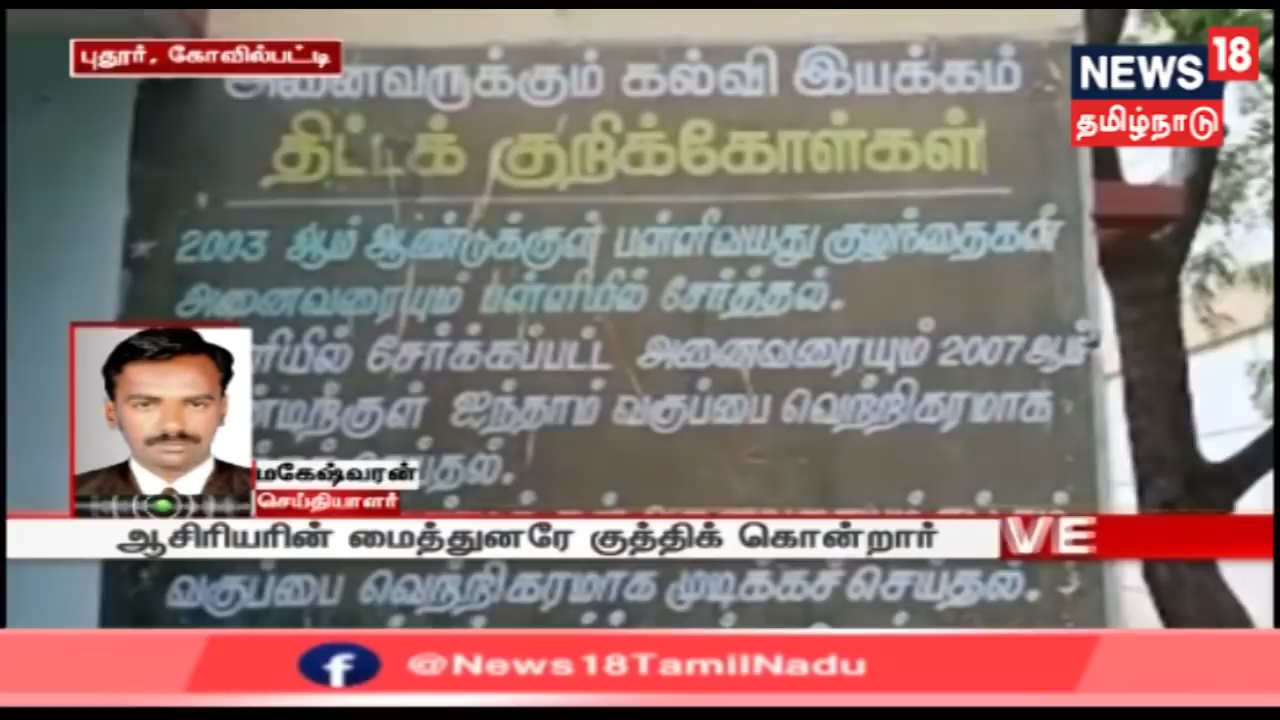 புதூர், கோவில்பட்டி
NEWS 18
தமிழ்நாடு
அனைவருக்கும் கல்வி இயக்கம்
திட்டக் குறிக்கோள்கள்
2003 ஆம் ஆண்டுக்குள் பள்ளிவயது குழந்தைகள்
அனைவரையும் பள்ளியில் சேர்த்தல்.
சேர்க்கப்பட்ட அனைவரையும் 2007ஆம்
ஐந்தாம் வகுப்பை வெற்றிகரமாக
மகேஷ்வரன்
செய்தியாளர்
ஆசிரியரின் மைத்துனரே குத்திக் கொன்றார்
VE
வகுப்பை வெற்றிகரமாக முடிக்கச் செய்தல்.
@News18TamilNadu